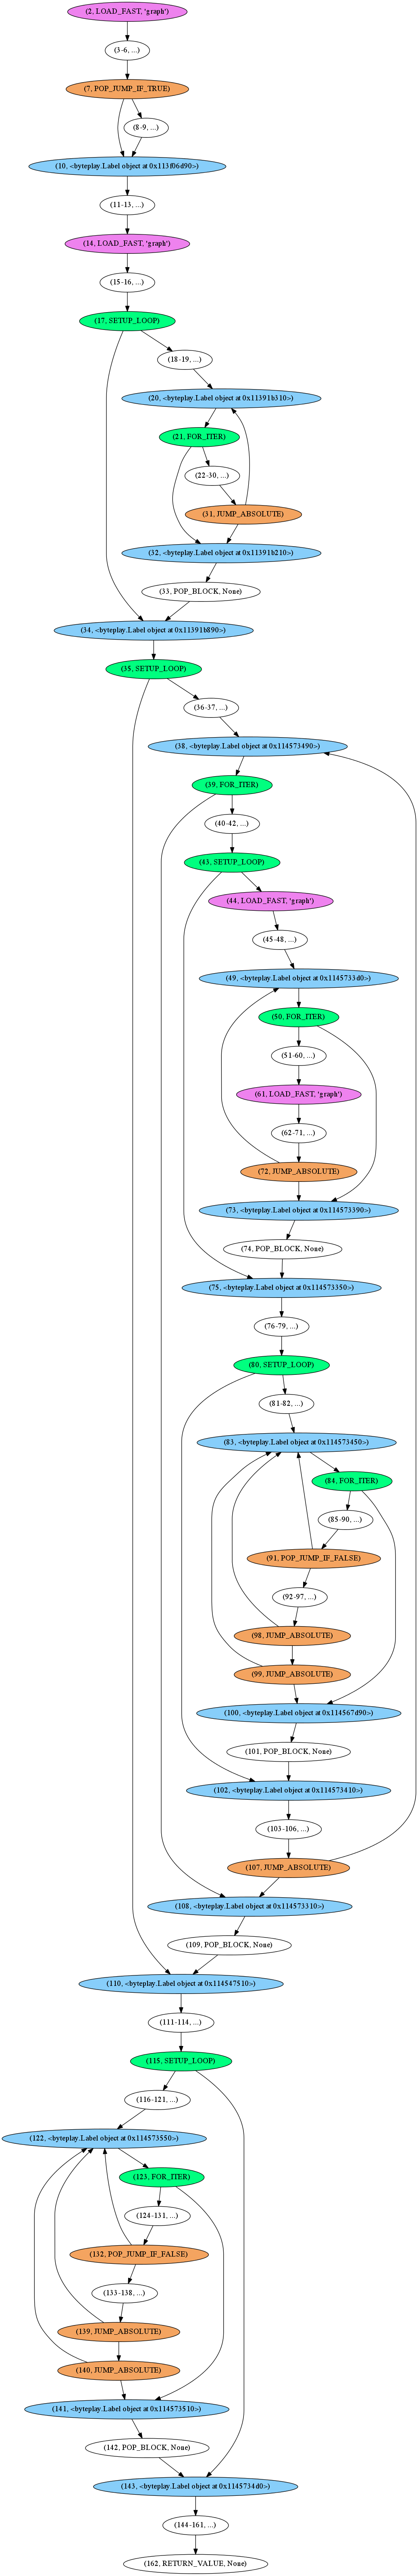 (2, LOAD_FAST, 'graph')
(3-6, ...)
(7, POP_JUMP_IF_TRUE)
(8-9, ...)
(10, <byteplay.Label object at 0x113f06d90>)
(11-13, ...)
(14, LOAD_FAST, 'graph')
(15-16, ...)
(17, SETUP_LOOP)
(18-19, ...)
(20, <byteplay.Label object at 0x11391b310>)
(21, FOR_ITER)
(22-30, ...)
(31, JUMP_ABSOLUTE)
(32, <byteplay.Label object at 0x11391b210>)
(33, POP_BLOCK, None)
(34, <byteplay.Label object at 0x11391b890>)
(35, SETUP_LOOP)
(36-37, ...)
(38, <byteplay.Label object at 0x114573490>)
(39, FOR_ITER)
(40-42, ...)
(43, SETUP_LOOP)
(44, LOAD_FAST, 'graph')
(45-48, ...)
(49, <byteplay.Label object at 0x1145733d0>)
(50, FOR_ITER)
(51-60, ...)
(61, LOAD_FAST, 'graph')
(62-71, ...)
(72, JUMP_ABSOLUTE)
(73, <byteplay.Label object at 0x114573390>)
(74, POP_BLOCK, None)
(75, <byteplay.Label object at 0x114573350>)
(76-79, ...)
(80, SETUP_LOOP)
(81-82, ...)
(83, <byteplay.Label object at 0x114573450>)
(84, FOR_ITER)
(85-90, ...)
(91, POP_JUMP_IF_FALSE)
(92-97, ...)
(98, JUMP_ABSOLUTE)
(99, JUMP_ABSOLUTE)
(100, <byteplay.Label object at 0x114567d90>)
(101, POP_BLOCK, None)
(102, <byteplay.Label object at 0x114573410>)
(103-106, ...)
(107, JUMP_ABSOLUTE)
(108, <byteplay.Label object at 0x114573310>)
(109, POP_BLOCK, None)
(110, <byteplay.Label object at 0x114547510>)
(111-114, ...)
(115, SETUP_LOOP)
(116-121, ...)
(122, <byteplay.Label object at 0x114573550>)
(123, FOR_ITER)
(124-131, ...)
(132, POP_JUMP_IF_FALSE)
(133-138, ...)
(139, JUMP_ABSOLUTE)
(140, JUMP_ABSOLUTE)
(141, <byteplay.Label object at 0x114573510>)
(142, POP_BLOCK, None)
(143, <byteplay.Label object at 0x1145734d0>)
(144-161, ...)
(162, RETURN_VALUE, None)